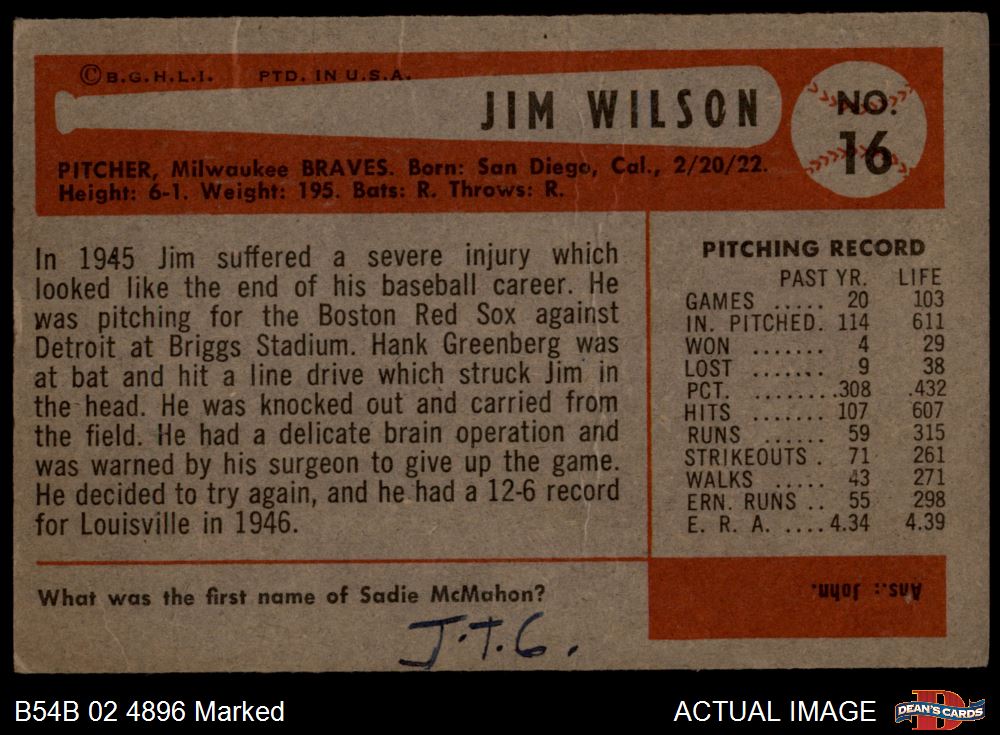 ©B.G.H.L.I. PTD. IN U.S.A.
JIM WILSON
NO.
16
PITCHER, Milwaukee BRAVES. Born: San Diego, Cal., 2/20/22.
Height: 6-1. Weight: 195. Bats: R. Throws: R.
In 1945 Jim suffered a severe injury which
looked like the end of his baseball career. He
was pitching for the Boston Red Sox against
Detroit at Briggs Stadium. Hank Greenberg was
at bat and hit a line drive which struck Jim in
the head. He was knocked out and carried from
the field. He had a delicate brain operation and
was warned by his surgeon to give up the game.
He decided to try again, and he had a 12-6 record
for Louisville in 1946.
PITCHING RECORD
PAST YR. LIFE
GAMES ..... 20 103
IN. PITCHED. 114 611
WON ....... 4 29
LOST ....... 9 38
PCT. ........308 .432
HITS ....... 107 607
RUNS ...... 59 315
STRIKEOUTS . 71 261
WALKS ..... 43 271
ERN. RUNS .. 55 298
E. R. A. ....4.34 4.39
What was the first name of Sadie McMahon?
Ans.: John.
J.T.G.
B54B 02 4896 Marked
ACTUAL IMAGE
DEAN'S CARDS